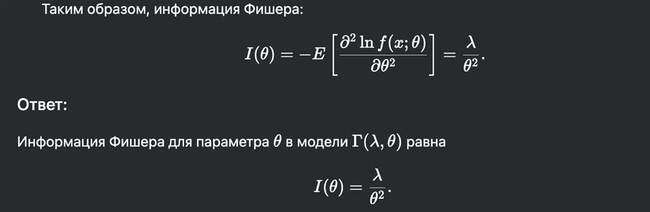 Таким образом, информация Фишера:
I(θ) = −E [ ∂² ln f(x; θ) / ∂θ² ] = λ / θ².
Ответ:
Информация Фишера для параметра θ в модели Γ(λ, θ) равна
I(θ) = λ / θ².